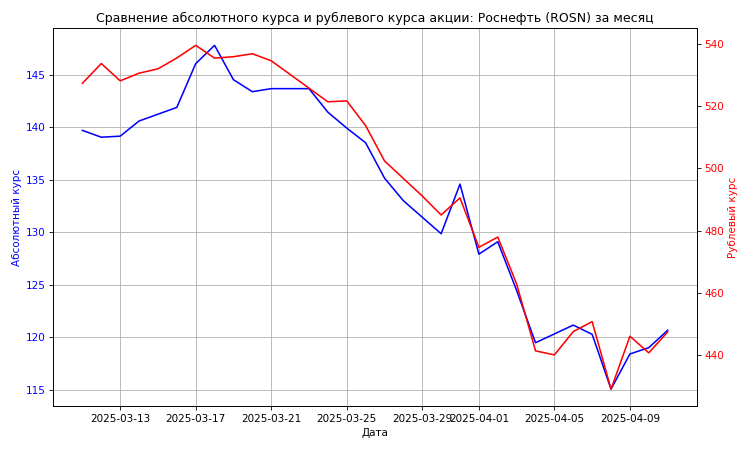 Сравнение абсолютного курса и рублевого курса акции: Роснефть (ROSN) за месяц
145
140
135
130
125
120
115
Абсолютный курс
540
520
500
480
460
440
Рублевый курс
2025-03-13 2025-03-17 2025-03-21 2025-03-25 2025-03-29 2025-04-01 2025-04-05 2025-04-09
Дата